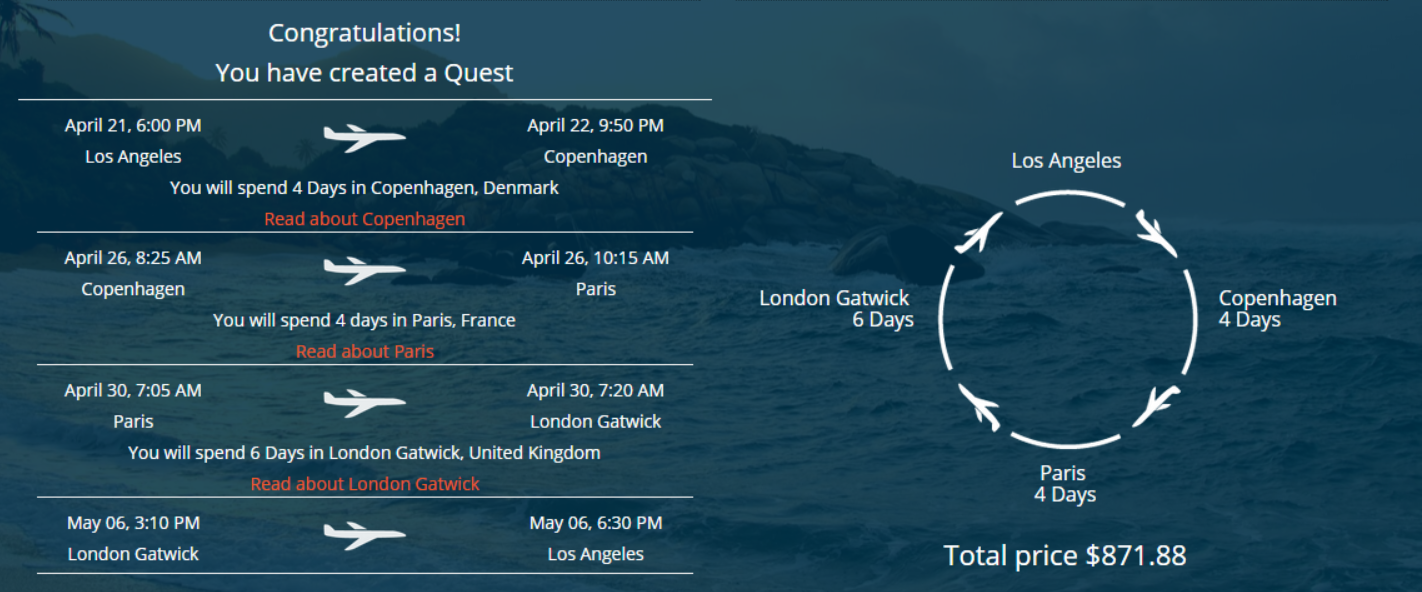 Congratulations!
You have created a Quest
April 21, 6:00 PM
April 22, 9:50 PM
Los Angeles
Copenhagen
You will spend 4 Days in Copenhagen, Denmark
Read about Copenhagen
April 26, 8:25 AM
April 26, 10:15 AM
Copenhagen
Paris
You will spend 4 days in Paris, France
Read about Paris
April 30, 7:05 AM
April 30, 7:20 AM
Paris
London Gatwick
You will spend 6 Days in London Gatwick, United Kingdom
Read about London Gatwick
May 06, 3:10 PM
May 06, 6:30 PM
London Gatwick
Los Angeles
Los Angeles
London Gatwick
6 Days
Copenhagen
4 Days
Paris
4 Days
Total price $871.88